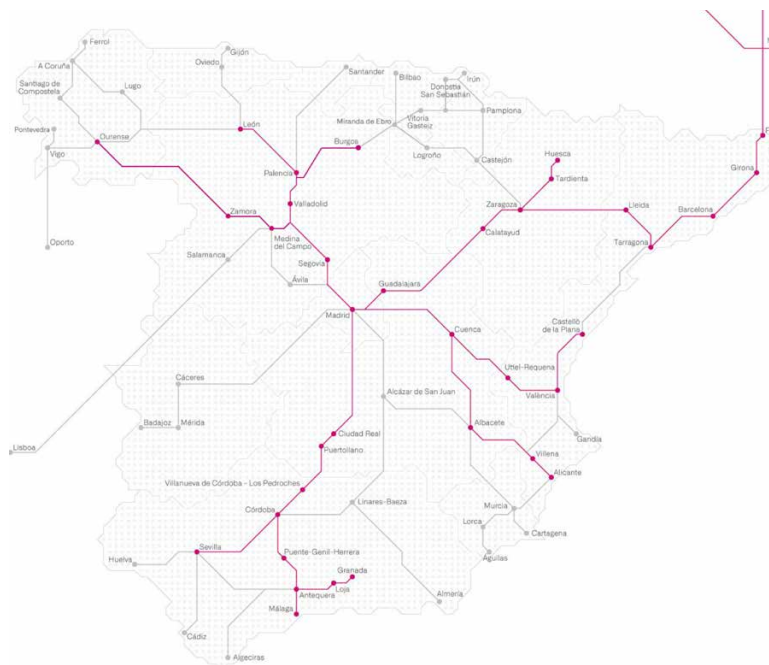 Ferrol
Gijón
A Coruña
Oviedo
Santander
Bilbao
Irún
Santiago de
Compostela
Lugo
Donostia
San Sebastián
Pontevedra
Ourense
León
Miranda de Ebro
Vitoria
Gasteiz
Pamplona
Vigo
Burgos
Logroño
Castejón
Huesca
Palencia
Tardienta
Girona
Zamora
Valladolid
Zaragoza
Lleida
Barcelona
Oporto
Medina
del Campo
Calatayud
Tarragona
Salamanca
Segovia
Ávila
Guadalajara
Madrid
Cuenca
Castelló
de la Plana
Utiel-Requena
Cáceres
Alcázar de San Juan
València
Badajoz
Mérida
Albacete
Gandía
Lisboa
Ciudad Real
Puertollano
Villena
Alicante
Villanueva de Córdoba - Los Pedroches
Córdoba
Linares-Baeza
Murcia
Lorca
Cartagena
Sevilla
Huelva
Puente-Genil-Herrera
Águilas
Granada
Loja
Antequera
Málaga
Almería
Cádiz
Algeciras